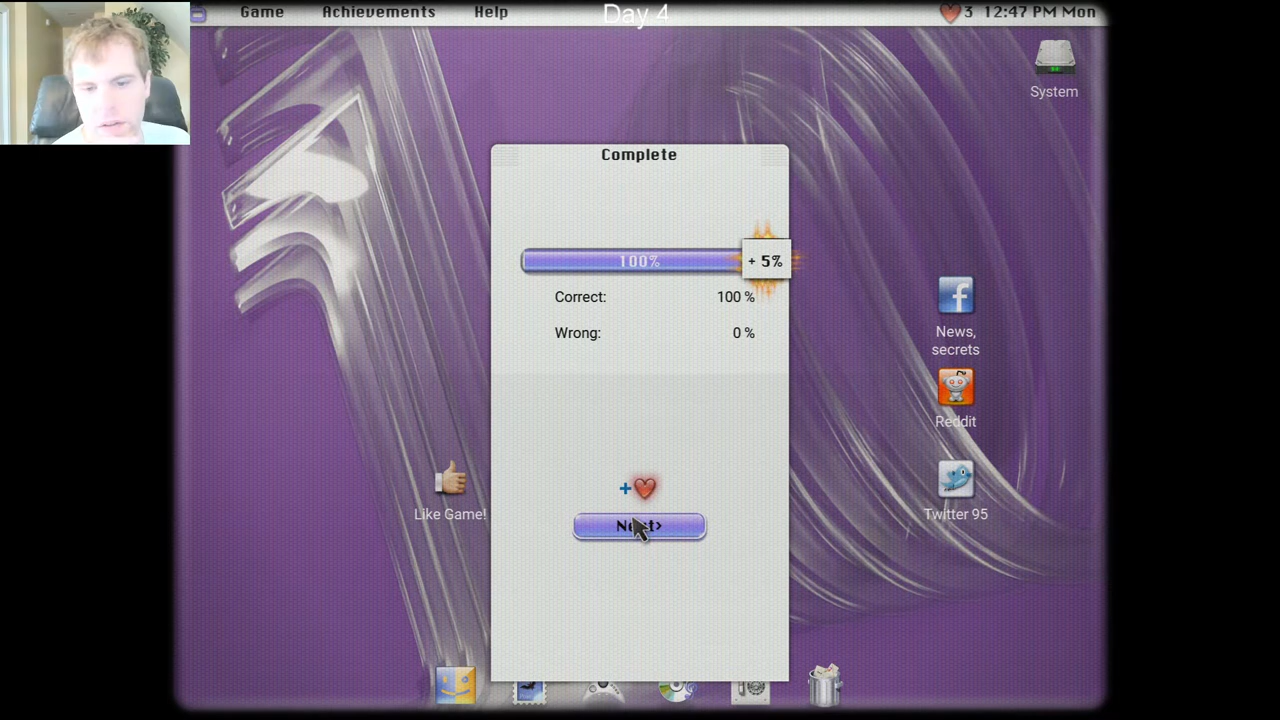 Game Achievements Help Day 4 3 12:47 PM Mon
System
Complete
100% + 5%
Correct: 100 %
Wrong: 0 %
News,
secrets
Reddit
+
Like Game!
Twitter 95